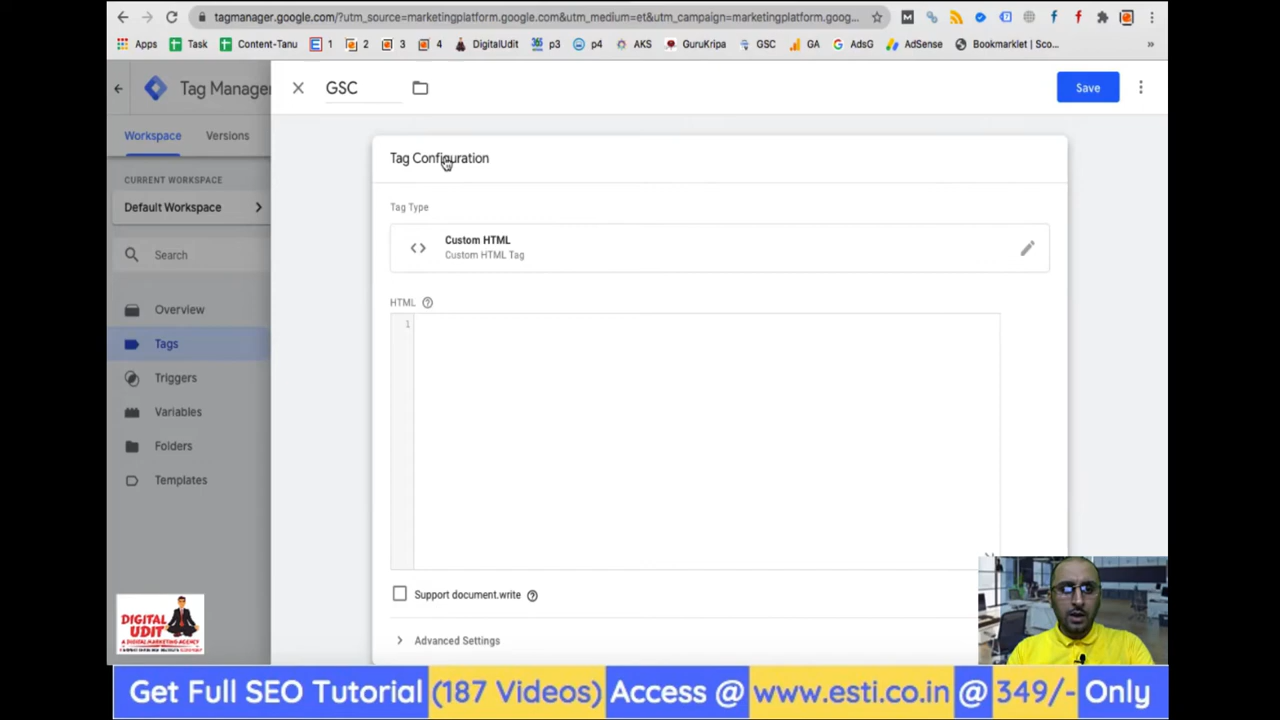 tagmanager.google.com/?utm_source=marketingplatform.google.com&utm_medium=et&utm_campaign=marketingplatform.goog...
Apps Task Content-Tanu 1 2 3 4 DigitalUdit p3 p4 AKS GuruKripa GSC GA AdsG AdSense Bookmarklet | Sco... »
Tag Manager
GSC
Save
Workspace Versions
Tag Configuration
CURRENT WORKSPACE
Default Workspace
Tag Type
Custom HTML
Custom HTML Tag
Search
HTML
1
Overview
Tags
Triggers
Variables
Folders
Templates
Support document.write
Advanced Settings
DIGITAL
UDIT
A DIGITAL MARKETING AGENCY
Get Full SEO Tutorial (187 Videos) Access @ www.esti.co.in @ 349/- Only